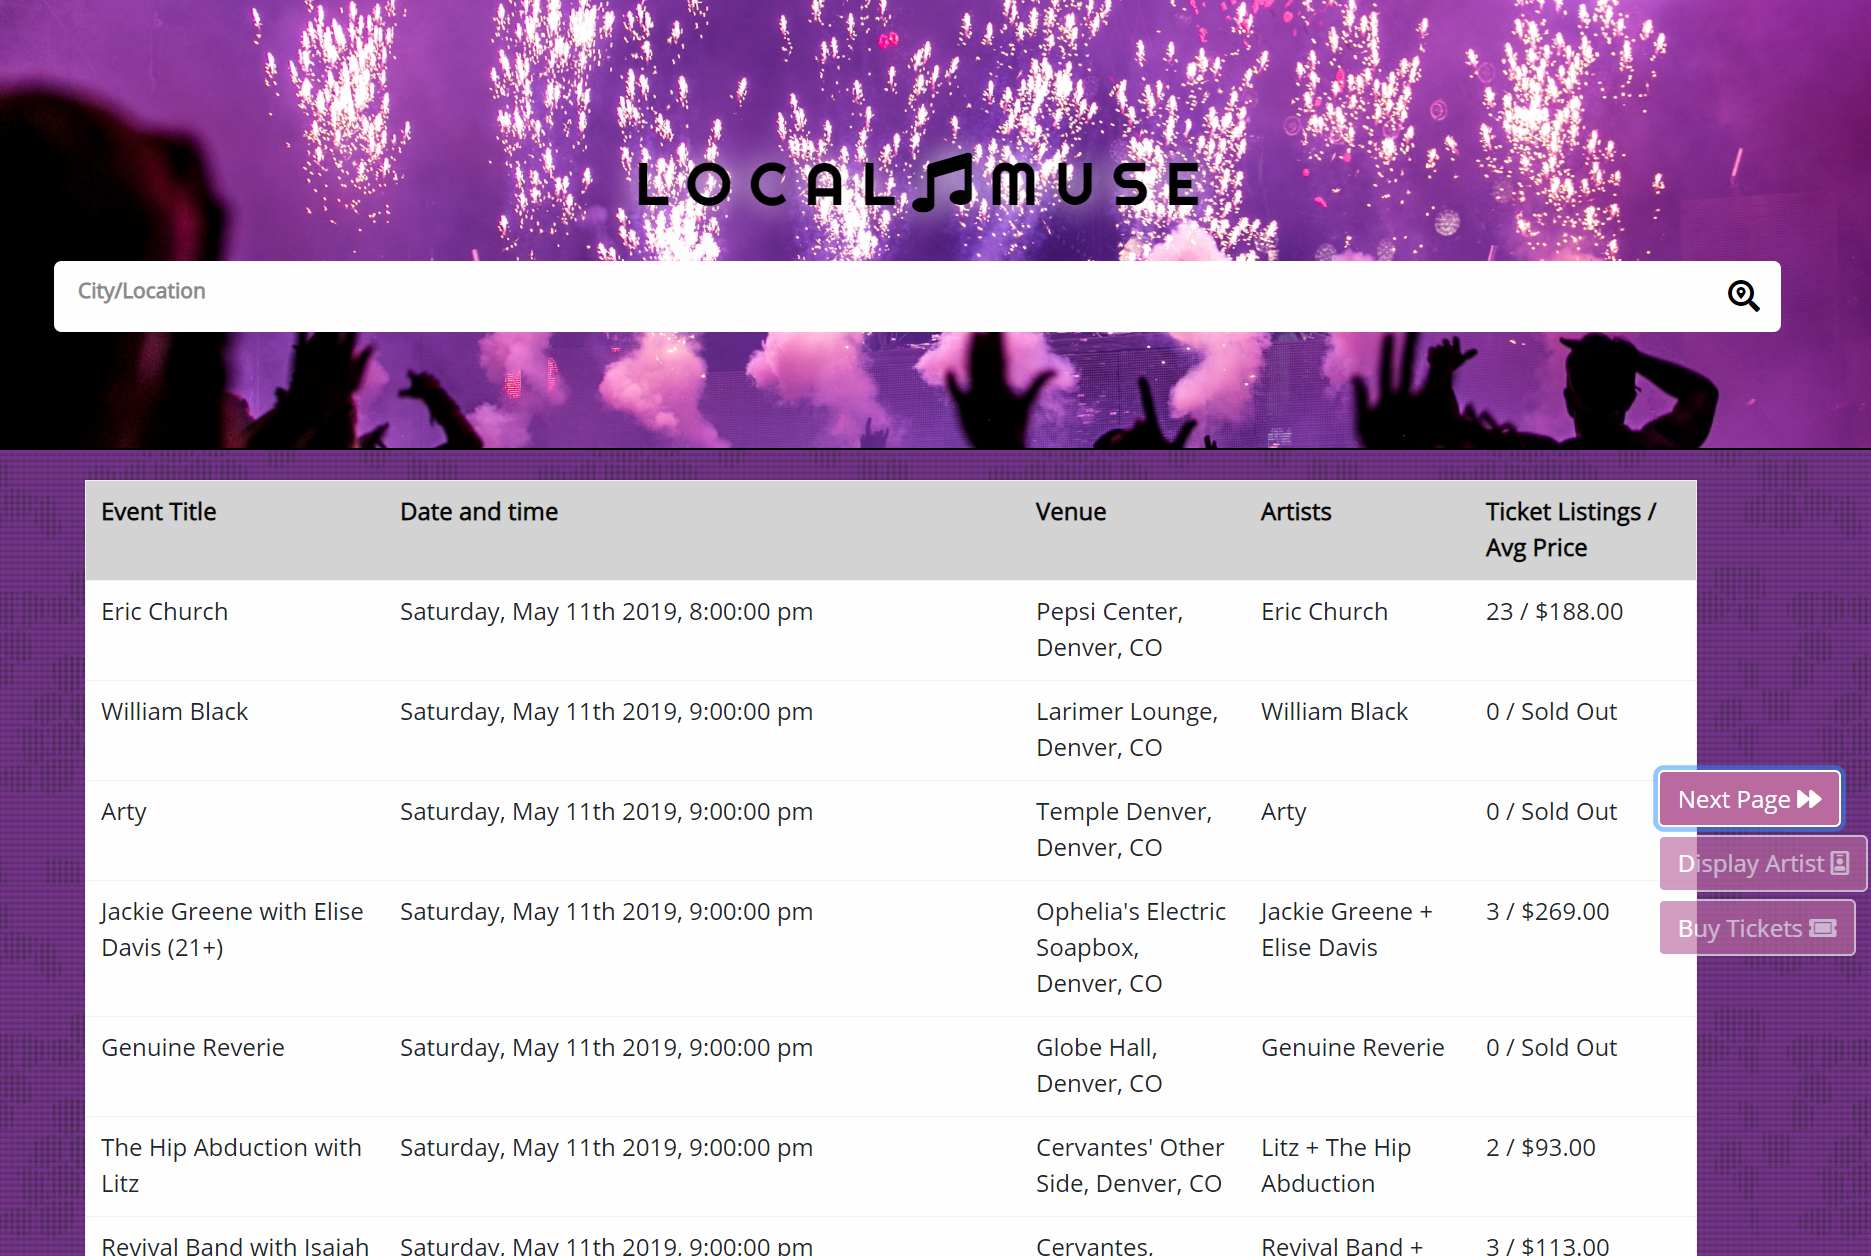 LOCAL MUSE
City/Location
Event Title Date and time Venue Artists Ticket Listings /
Avg Price
Eric Church Saturday, May 11th 2019, 8:00:00 pm Pepsi Center, Eric Church 23 / $188.00
Denver, CO
William Black Saturday, May 11th 2019, 9:00:00 pm Larimer Lounge, William Black 0 / Sold Out
Denver, CO
Next Page
Arty Saturday, May 11th 2019, 9:00:00 pm Temple Denver, Arty 0 / Sold Out
Denver, CO
Display Artist
Jackie Greene with Elise Saturday, May 11th 2019, 9:00:00 pm Ophelia's Electric Jackie Greene + 3 / $269.00
Buy Tickets
Davis (21+) Soapbox, Elise Davis
Denver, CO
Genuine Reverie Saturday, May 11th 2019, 9:00:00 pm Globe Hall, Genuine Reverie 0 / Sold Out
Denver, CO
The Hip Abduction with Saturday, May 11th 2019, 9:00:00 pm Cervantes' Other Litz + The Hip 2 / $93.00
Litz Side, Denver, CO Abduction
Revival Band with Isaiah Saturday, May 11th 2019, 9:00:00 pm Cervantes, Revival Band + 3 / $113.00